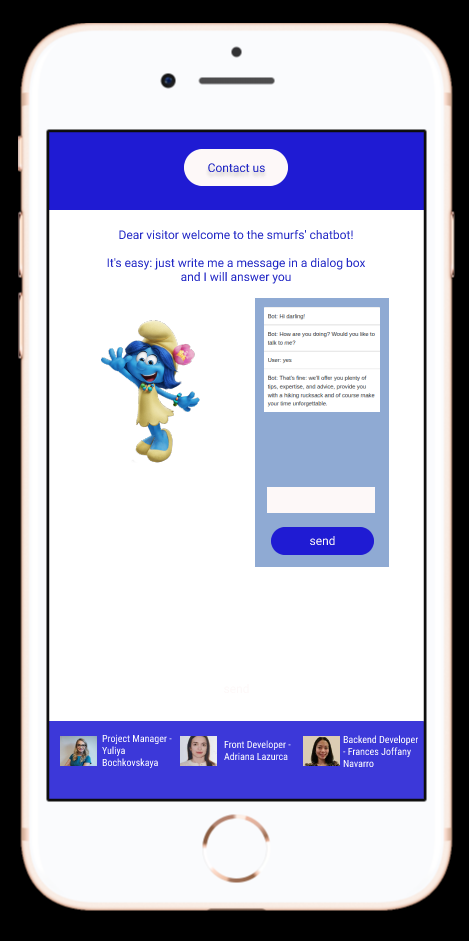 Contact us
Dear visitor welcome to the smurfs' chatbot!
It's easy: just write me a message in a dialog box
and I will answer you
Bot: Hi darling!
Bot: How are you doing? Would you like to
talk to me?
User: yes
Bot: That's fine: we'll offer you plenty of
tips, expertise, and advice, provide you
with a hiking rucksack and of course make
your time unforgettable.
send
Project Manager -
Yuliya
Bochkovskaya
Front Developer -
Adriana Lazurca
Backend Developer
- Frances Joffany
Navarro